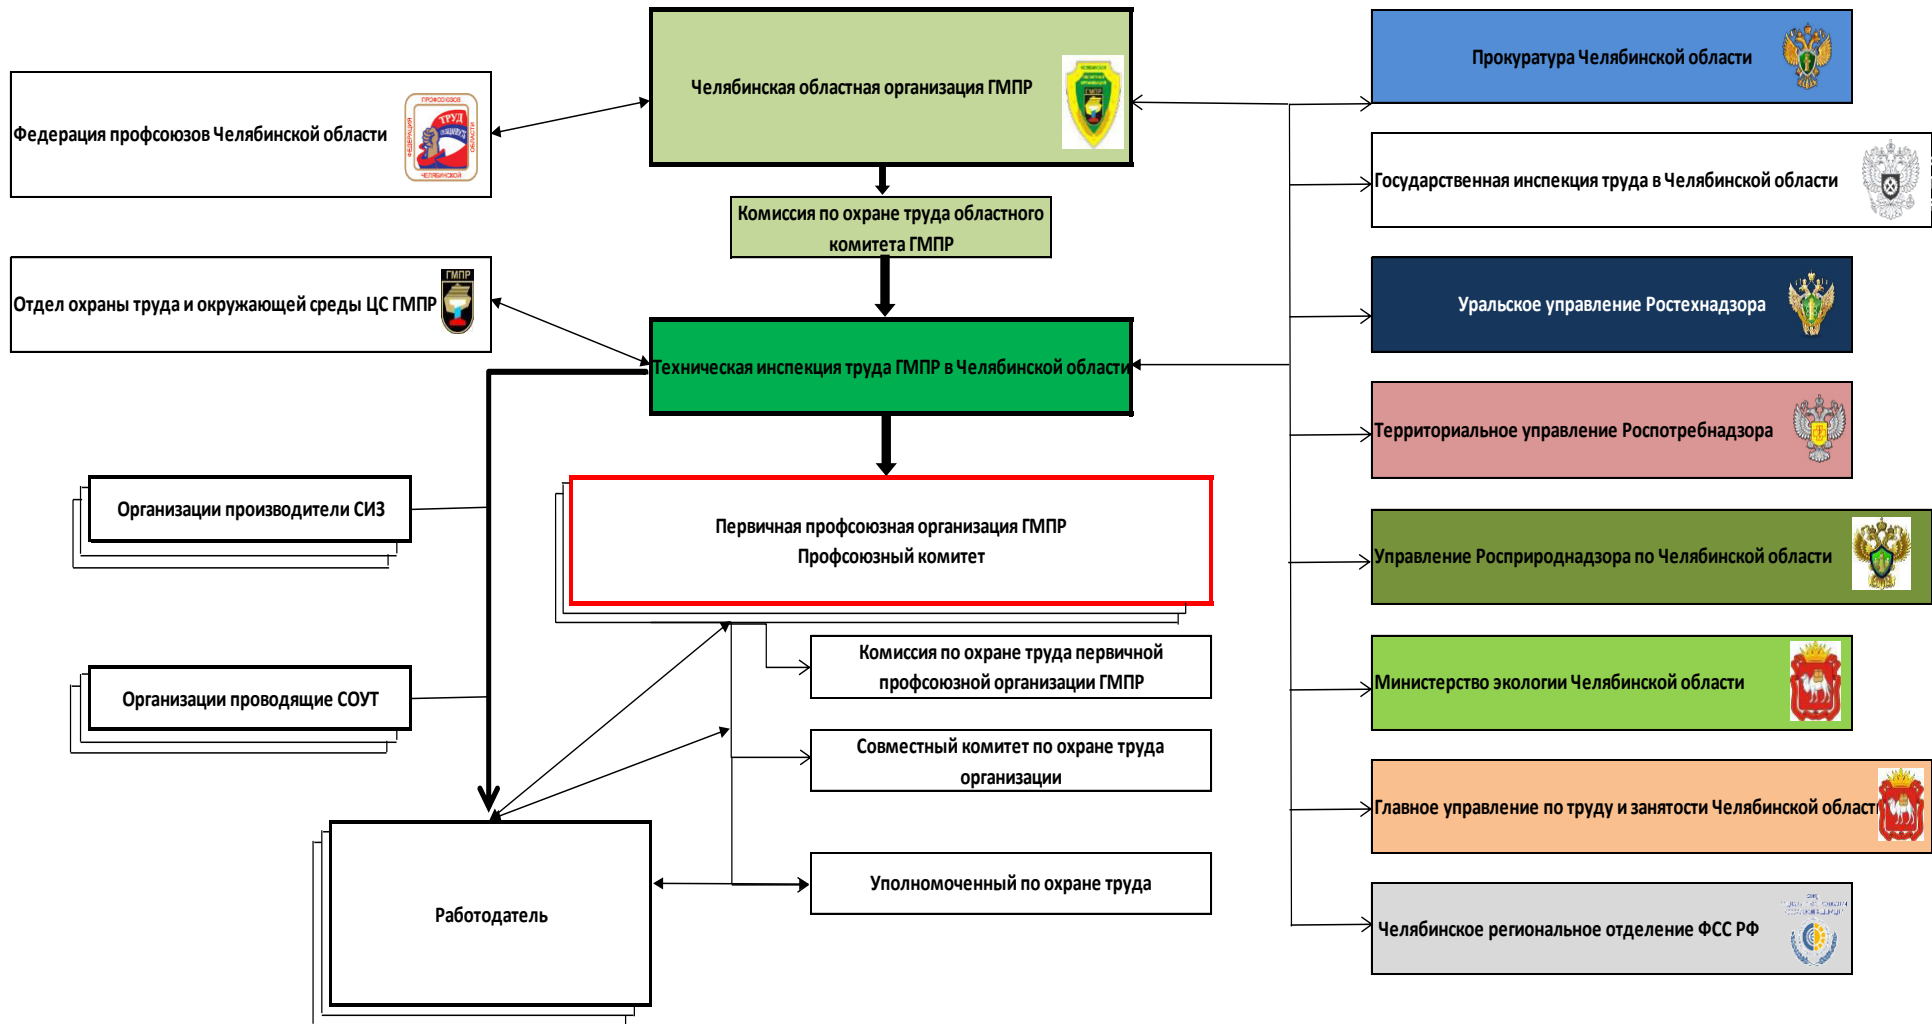 Челябинская областная организация ГМПР
Федерация профсоюзов Челябинской области
ПРОФСОЮЗОВ
ФЕДЕРАЦИЯ
ТРУД
ОБЛАСТИ
ЧЕЛЯБИНСКОЙ
Комиссия по охране труда областного
комитета ГМПР
Отдел охраны труда и окружающей среды ЦС ГМПР
ГМПР
Техническая инспекция труда ГМПР в Челябинской области
Организации производители СИЗ
Первичная профсоюзная организация ГМПР
Профсоюзный комитет
Организации проводящие СОУТ
Комиссия по охране труда первичной
профсоюзной организации ГМПР
Совместный комитет по охране труда
организации
Уполномоченный по охране труда
Работодатель
Прокуратура Челябинской области
Государственная инспекция труда в Челябинской области
Уральское управление Ростехнадзора
Территориальное управление Роспотребнадзора
Управление Росприроднадзора по Челябинской области
Министерство экологии Челябинской области
Главное управление по труду и занятости Челябинской област
Челябинское региональное отделение ФСС РФ